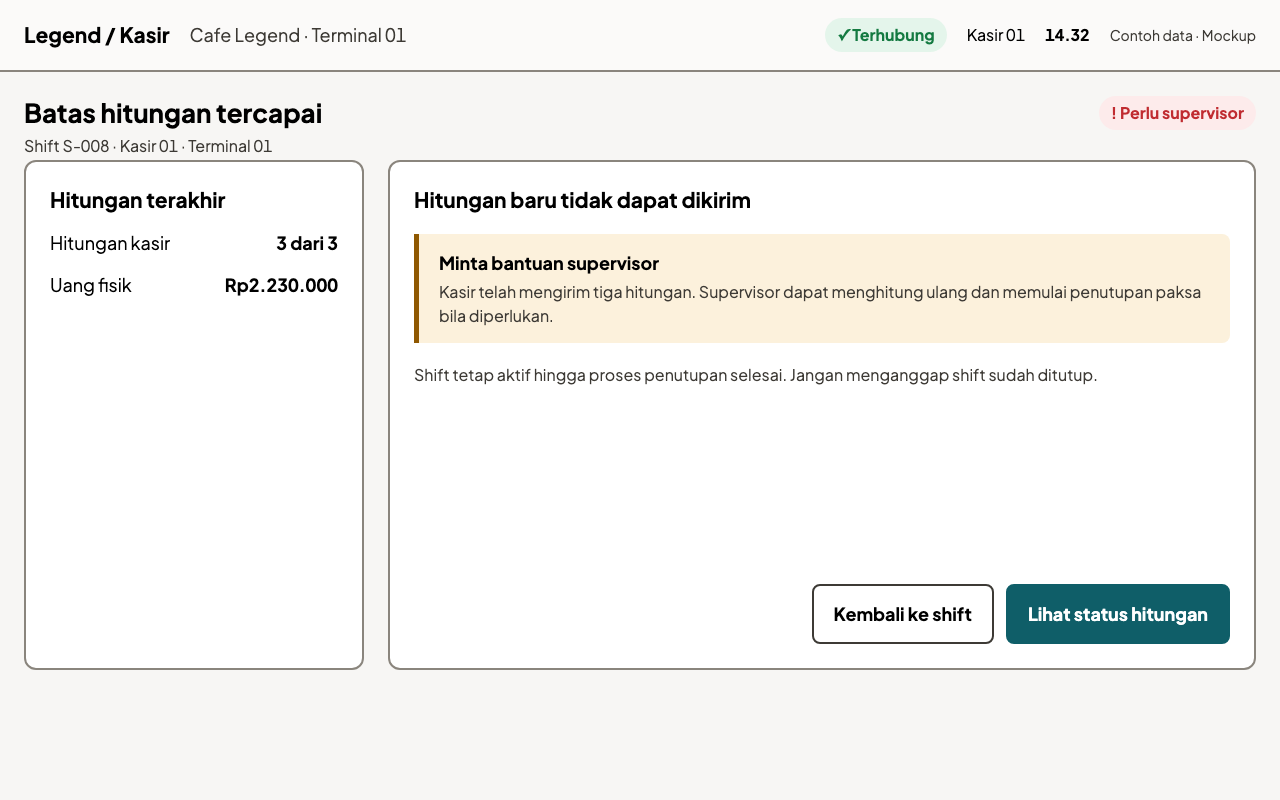 Legend / Kasir
Cafe Legend · Terminal 01
✓Terhubung
Kasir 01
14.32
Contoh data · Mockup
Batas hitungan tercapai
! Perlu supervisor
Shift S-008 · Kasir 01 · Terminal 01
Hitungan terakhir
Hitungan kasir
3 dari 3
Uang fisik
Rp2.230.000
Hitungan baru tidak dapat dikirim
Minta bantuan supervisor
Kasir telah mengirim tiga hitungan. Supervisor dapat menghitung ulang dan memulai penutupan paksa
bila diperlukan.
Shift tetap aktif hingga proses penutupan selesai. Jangan menganggap shift sudah ditutup.
Kembali ke shift
Lihat status hitungan